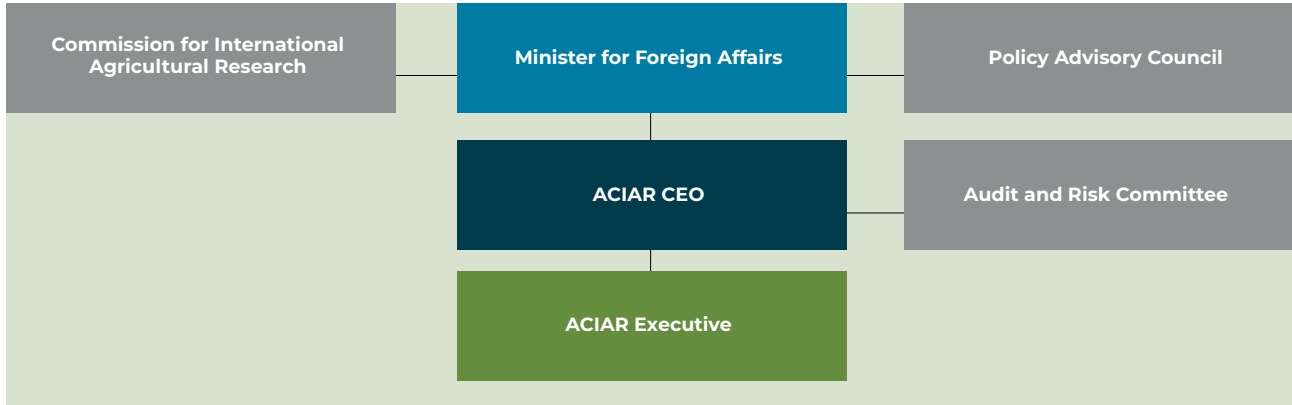 Commission for International
Agricultural Research
Minister for Foreign Affairs
Policy Advisory Council
ACIAR CEO
Audit and Risk Committee
ACIAR Executive